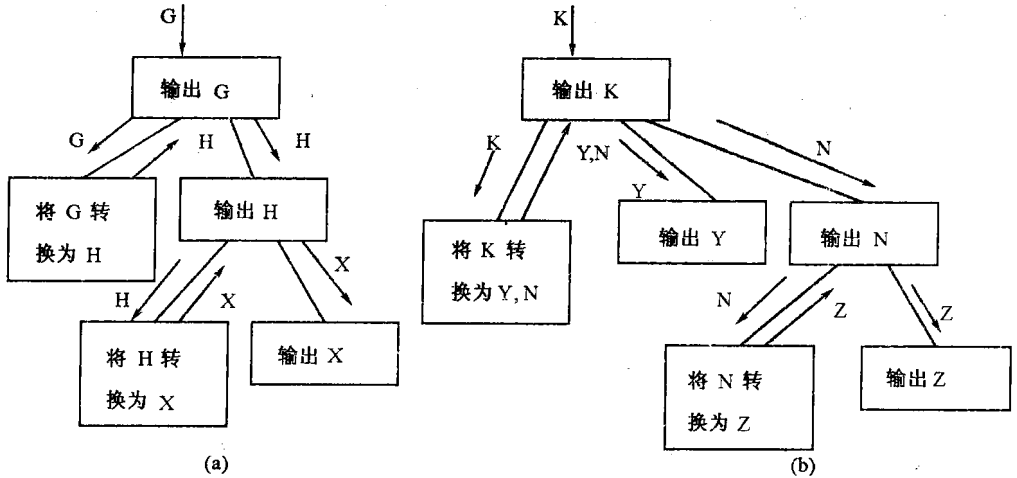 G
输出 G
G
H
H
将 G 转
换为 H
输出 H
H
X
X
将 H 转
换为 X
输出 X
(a)
K
输出 K
K
Y,N
N
Y
将 K 转
换为 Y, N
输出 Y
输出 N
N
Z
Z
将 N 转
换为 Z
输出 Z
(b)